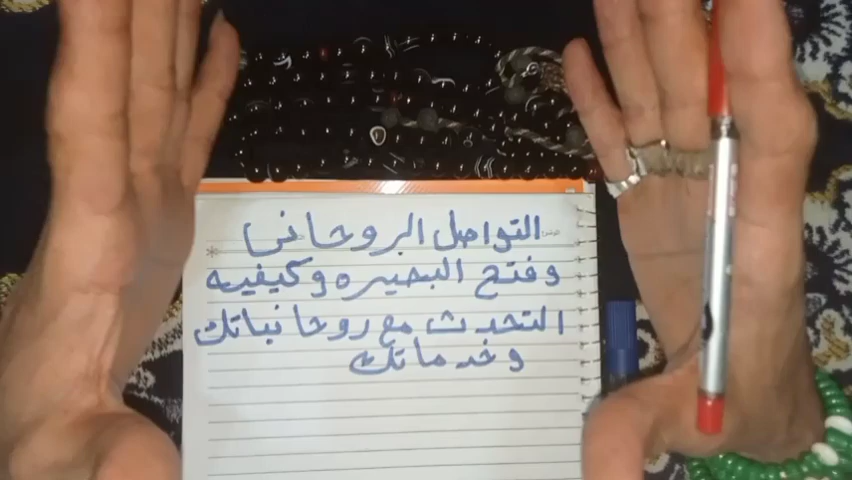 التواصل الروحاني
وفتح البصيره وكيفيه
التحدث مع روحانياتك
وخدماتك